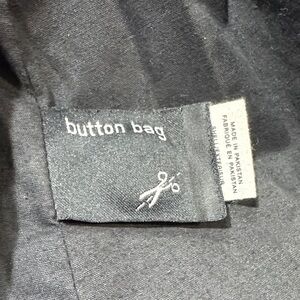 button bag
MADE IN PAKISTAN
FABRIQUE EN PAKISTAN